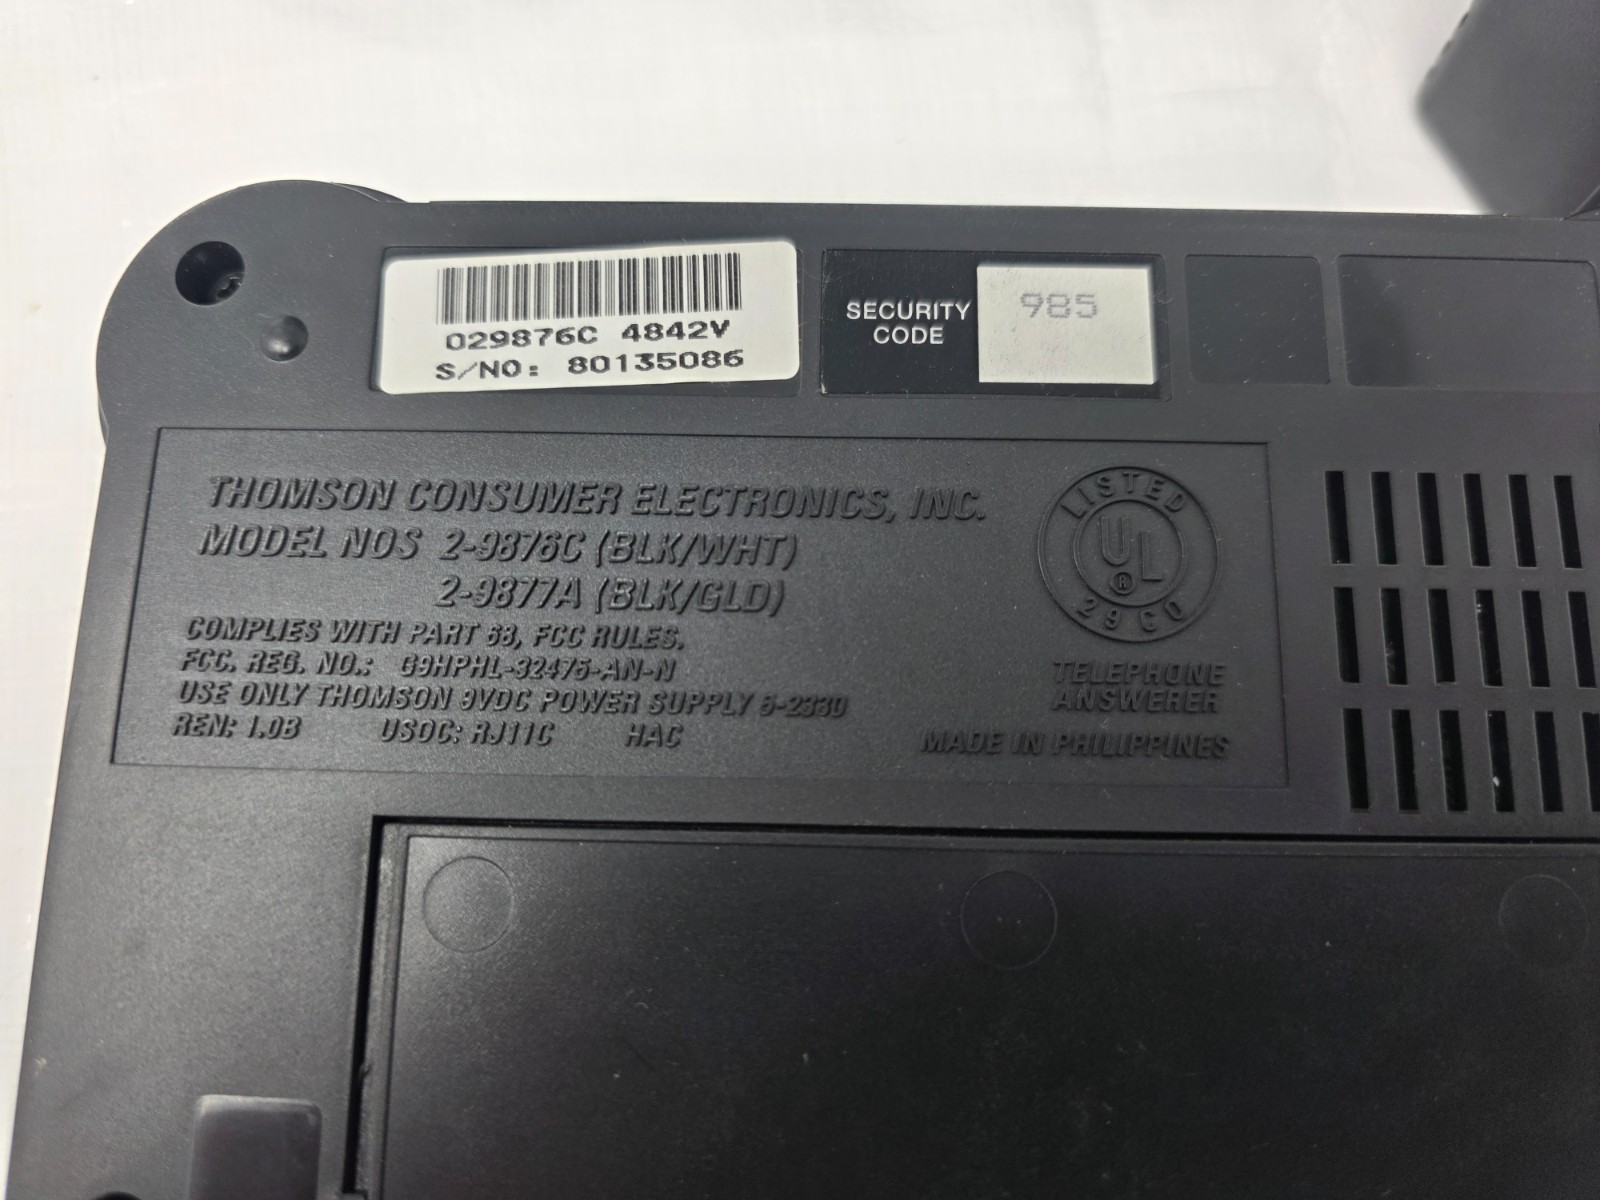 029876C 4842V
S/NO: 80135086
SECURITY
CODE
985
THOMSON CONSUMER ELECTRONICS, INC.
MODEL NOS 2-9876C (BLK/WHT)
2-9877A (BLK/GLD)
COMPLIES WITH PART 68, FCC RULES.
FCC. REG. NO.: G9HPHL-32475-AN-N
USE ONLY THOMSON 9VDC POWER SUPPLY 5-2330
REN: 1.0B USOC: RJ11C HAC
LISTED
UL
®
29CO
TELEPHONE
ANSWERER
MADE IN PHILIPPINES